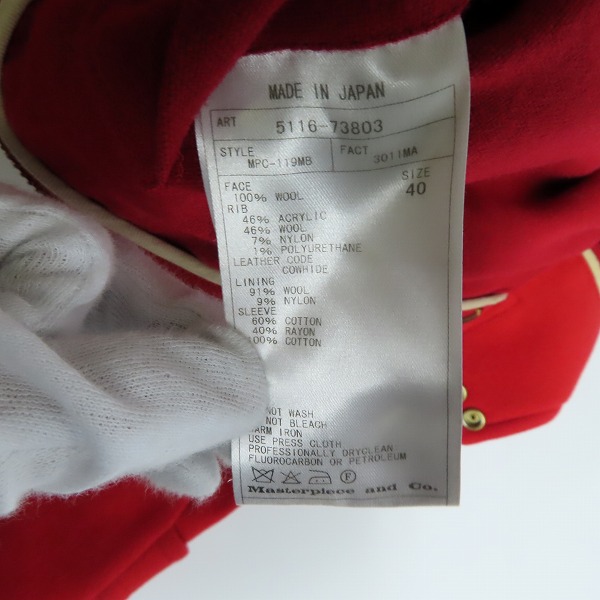 MADE IN JAPAN
ART 5116-73803
STYLE MPC-119MB FACT 3011MA
FACE SIZE
100% WOOL 40
RIB
46% ACRYLIC
46% WOOL
7% NYLON
1% POLYURETHANE
LEATHER CODE
COWHIDE
LINING
91% WOOL
9% NYLON
SLEEVE
60% COTTON
40% RAYON
100% COTTON
NOT WASH
NOT BLEACH
ARM IRON
USE PRESS CLOTH
PROFESSIONALLY DRYCLEAN
FLUOROCARBON OR PETROLEUM
F
Masterpiece and Co.